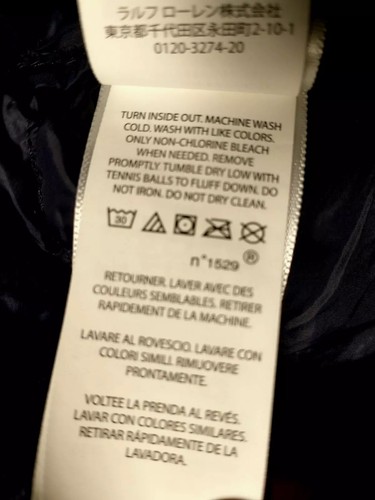 ラルフ ローレン株式会社
東京都千代田区永田町2-10-1
0120-3274-20
TURN INSIDE OUT. MACHINE WASH
COLD. WASH WITH LIKE COLORS.
ONLY NON-CHLORINE BLEACH
WHEN NEEDED. REMOVE
PROMPTLY. TUMBLE DRY LOW WITH
TENNIS BALLS TO FLUFF DOWN. DO
NOT IRON. DO NOT DRY CLEAN.
30
n°1529 ®
RETOURNER. LAVER AVEC DES
COULEURS SEMBLABLES. RETIRER
RAPIDEMENT DE LA MACHINE.
LAVARE AL ROVESCIO. LAVARE CON
COLORI SIMILI. RIMUOVERE
PRONTAMENTE.
VOLTEE LA PRENDA AL REVÉS.
LAVAR CON COLORES SIMILARES.
RETIRAR RÁPIDAMENTE DE LA
LAVADORA.